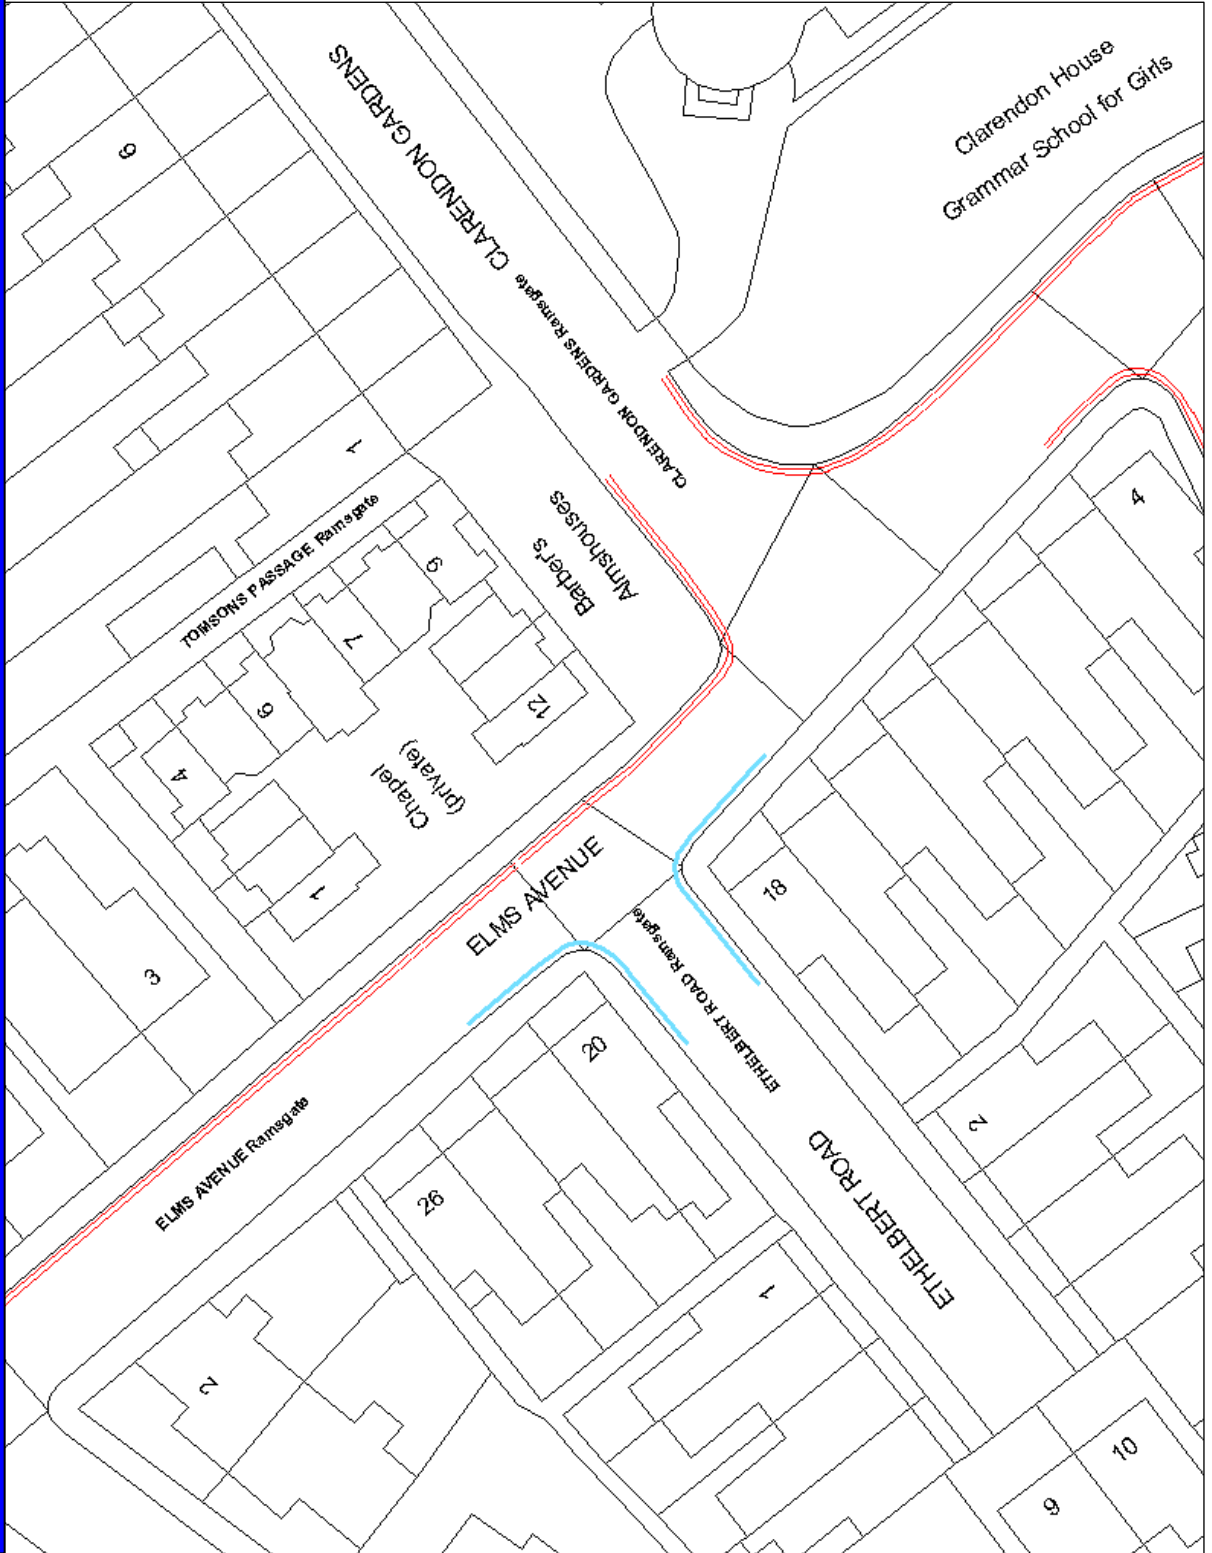 CLARENDON GARDENS
CLARENDON GARDENS Ramsgate
Clarendon House
Grammar School for Girls
9
1
TOMSONS PASSAGE Ramsgate
Barber's
Almshouses
4
9
7
6
4
12
Chapel
(private)
1
3
ELMS AVENUE
18
ETHELBERT ROAD Ramsgate
20
ELMS AVENUE Ramsgate
26
2
ETHELBERT ROAD
1
2
10
9